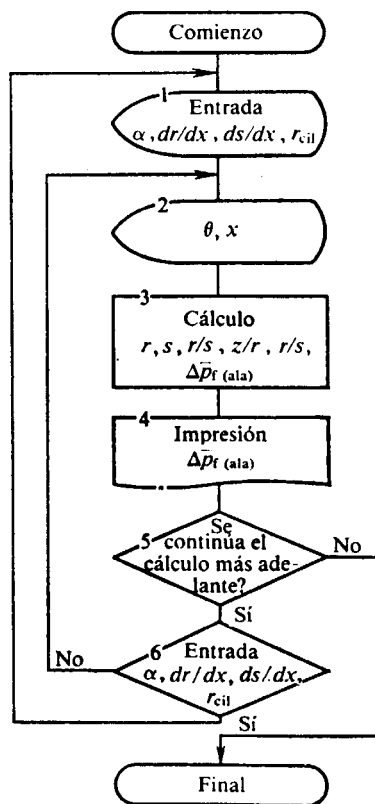 Comienzo
1
Entrada
α, dr/dx, ds/dx, r_cil
2
θ, x
3
Cálculo
r, s, r/s, z/r, r/s,
Δp̄_f (ala)
4
Impresión
Δp̄_f (ala)
Se
5 continúa el
cálculo más ade-
lante?
No
Sí
6
Entrada
α, dr/dx, ds/dx,
r_cil
No
Sí
Final